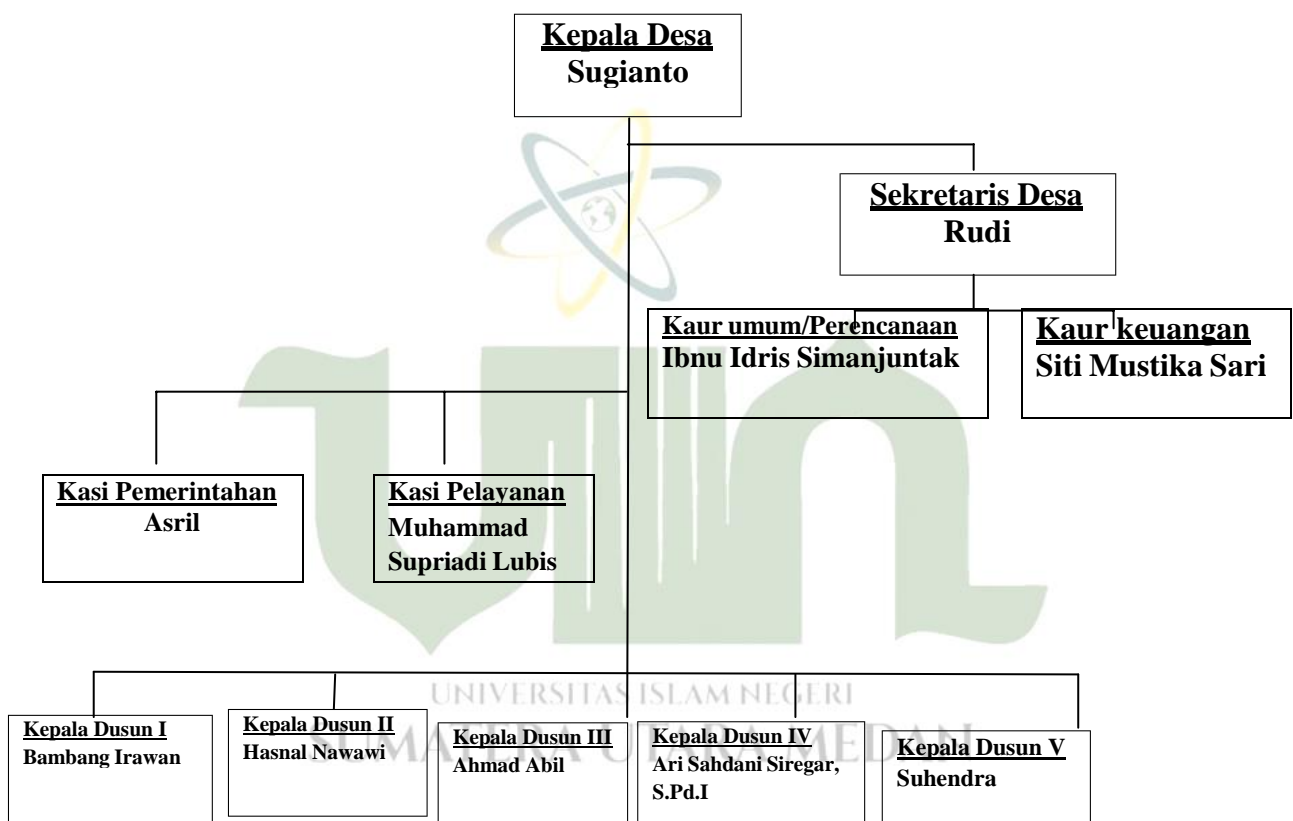 Kepala Desa
Sugianto
Sekretaris Desa
Rudi
Kaur umum/Perencanaan
Ibnu Idris Simanjuntak
Kaur keuangan
Siti Mustika Sari
Kasi Pemerintahan
Asril
Kasi Pelayanan
Muhammad
Supriadi Lubis
UNIVERSITAS ISLAM NEGERI
SUMATERA UTARA MEDAN
Kepala Dusun I
Bambang Irawan
Kepala Dusun II
Hasnal Nawawi
Kepala Dusun III
Ahmad Abil
Kepala Dusun IV
Ari Sahdani Siregar,
S.Pd.I
Kepala Dusun V
Suhendra